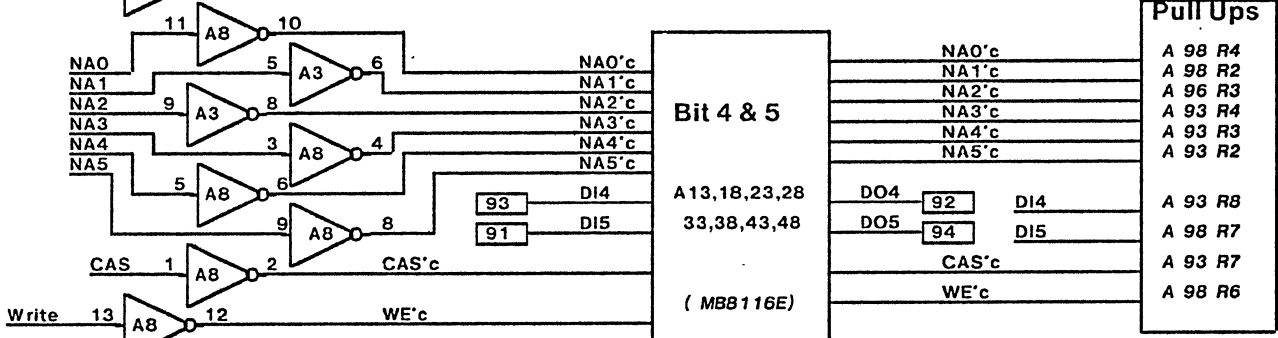 Pull Ups
11 A8 10
NA0 5 A3 6 NA0'c NA0'c A 98 R4
NA1 NA1'c NA1'c A 98 R2
NA2 9 A3 8 NA2'c NA2'c A 96 R3
NA3 3 A8 4 NA3'c Bit 4 & 5 NA3'c A 93 R4
NA4 NA4'c NA4'c A 93 R3
NA5 5 A8 6 NA5'c NA5'c A 93 R2
93 DI4 A13,18,23,28 DO4 92 DI4 A 93 R8
9 A8 8 91 DI5 33,38,43,48 DO5 94 DI5 A 98 R7
CAS 1 A8 2 CAS'c CAS'c A 93 R7
( MB8116E) WE'c A 98 R6
Write 13 A8 12 WE'c